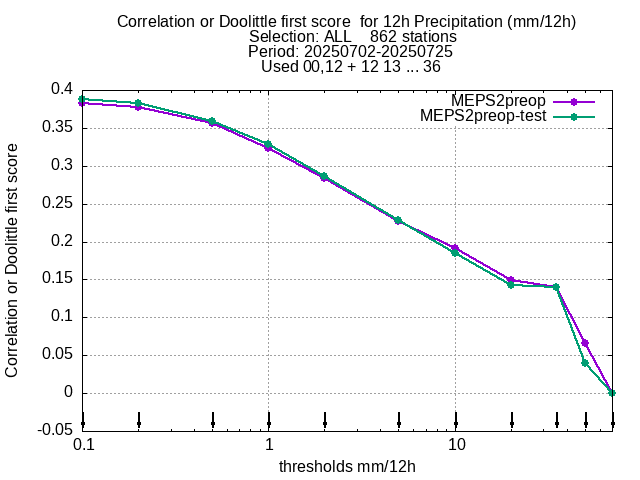 Correlation or Doolittle first score  for 12h Precipitation (mm/12h)
Selection: ALL    862 stations
Period: 20250702-20250725
Used 00,12 + 12 13 ... 36
MEPS2preop
MEPS2preop-test
Correlation or Doolittle first score
0.4
0.35
0.3
0.25
0.2
0.15
0.1
0.05
0
-0.05
0.1 1 10
thresholds mm/12h